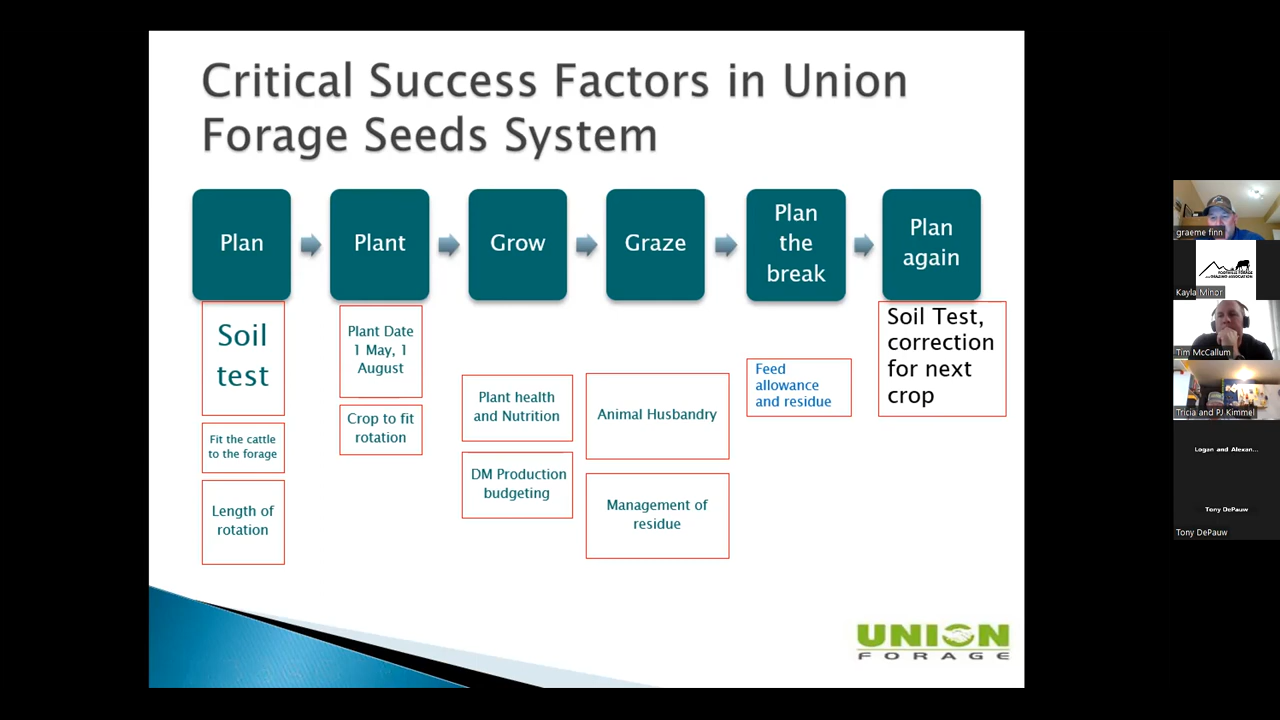 Critical Success Factors in Union
Forage Seeds System
Plan
Plant
Grow
Graze
Plan
the
break
Plan
again
Soil
test
Fit the cattle
to the forage
Length of
rotation
Plant Date
1 May, 1
August
Crop to fit
rotation
Plant health
and Nutrition
DM Production
budgeting
Animal Husbandry
Management of
residue
Feed
allowance
and residue
Soil Test,
correction
for next
crop
UNION
FORAGE
graeme finn
Kayla Minor
Tim McCallum
Tricia and PJ Kimmel
Logan and Alexan...
Tony DePauw
Tony DePauw